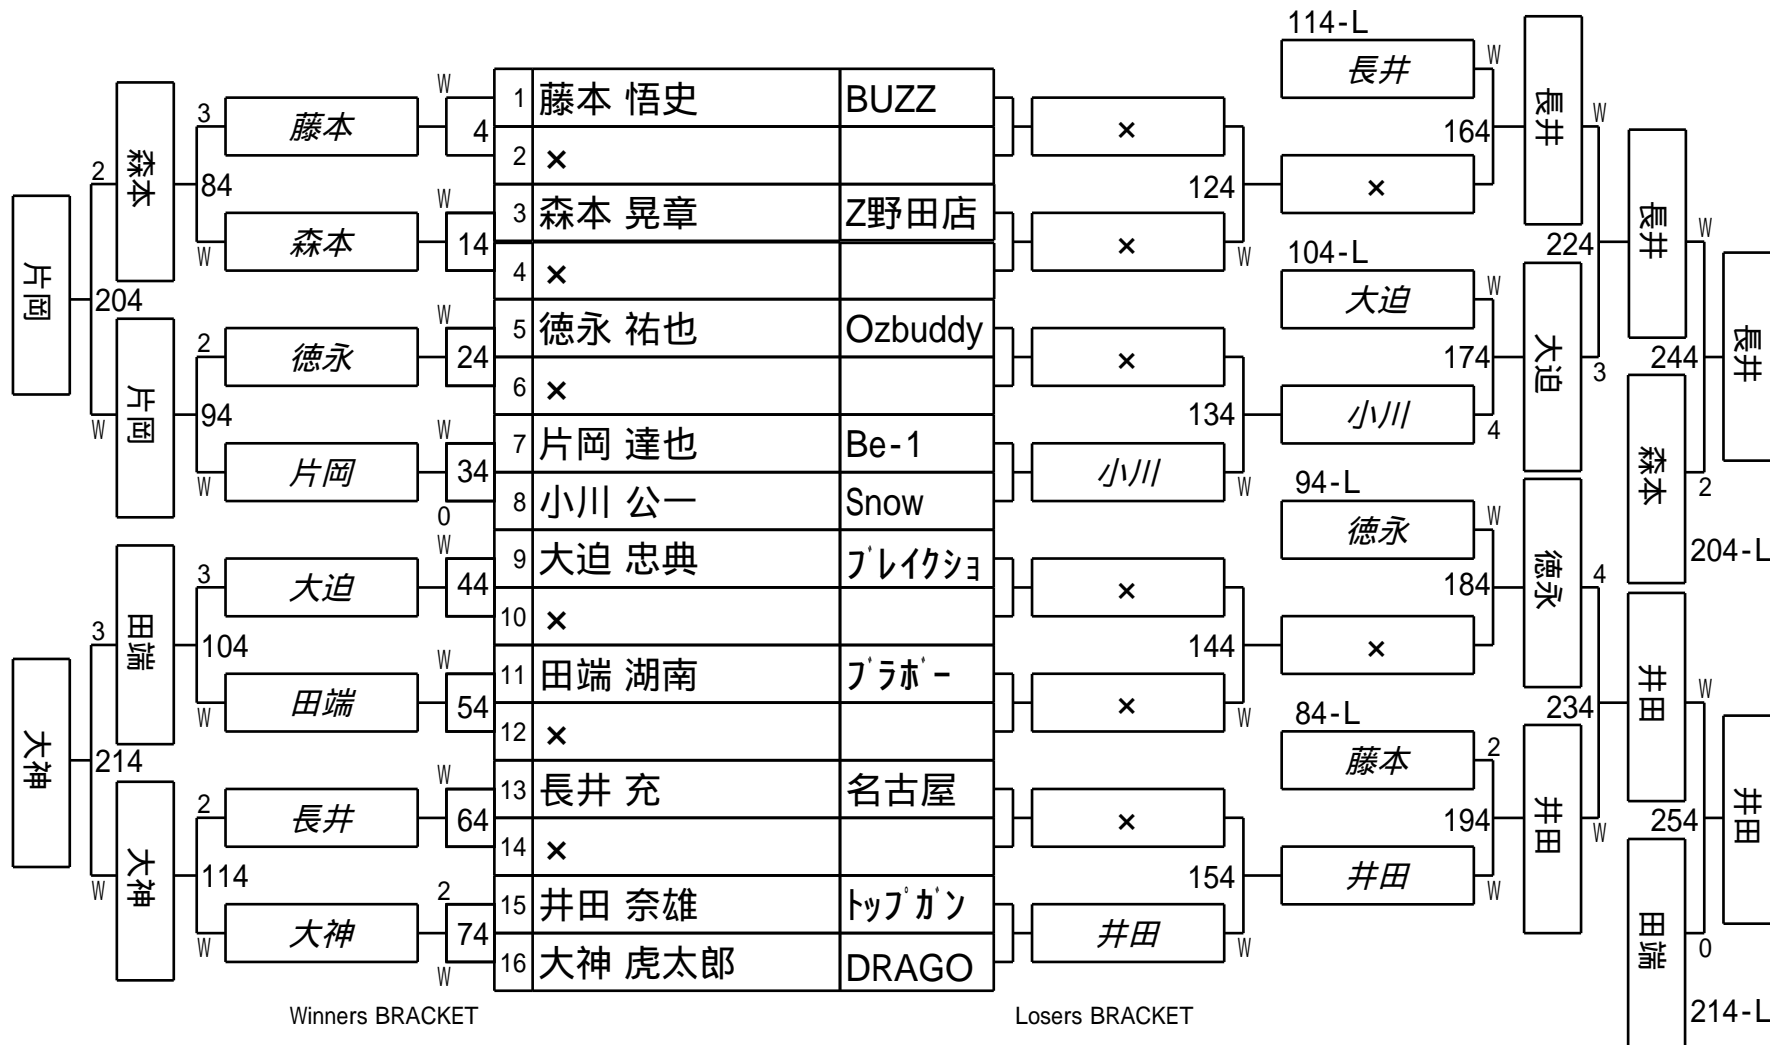 114-L
W
長井
W
1 藤本 悟史 BUZZ
3
藤本
4
×
164
長井
W
2 ×
森本
2
84
W
3 森本 晃章 Z野田店
124
×
森本
14
×
W
4 ×
W
104-L
224
長井
W
片岡
204
大迫
W
5 徳永 祐也 Ozbuddy
2
徳永
24
×
174
大迫
3
244
長井
6 ×
片岡
W
94
134
小川
4
W
7 片岡 達也 Be-1
片岡
34
小川
W
W
8 小川 公一 Snow
0
94-L
森本
2
徳永
W
W
9 大迫 忠典 ブレイクショ
204-L
3
大迫
44
×
184
徳永
4
10 ×
田端
3
104
144
×
W
11 田端 湖南 ブラボー
田端
54
×
W
W
12 ×
84-L
234
井田
W
大神
214
藤本
2
W
13 長井 充 名古屋
2
長井
64
×
194
井田
W
254
井田
14 ×
大神
W
114
154
井田
W
2
15 井田 奈雄 トップガン
大神
74
井田
W
W
16 大神 虎太郎 DRAGO
W
田端
0
Winners BRACKET
Losers BRACKET
214-L